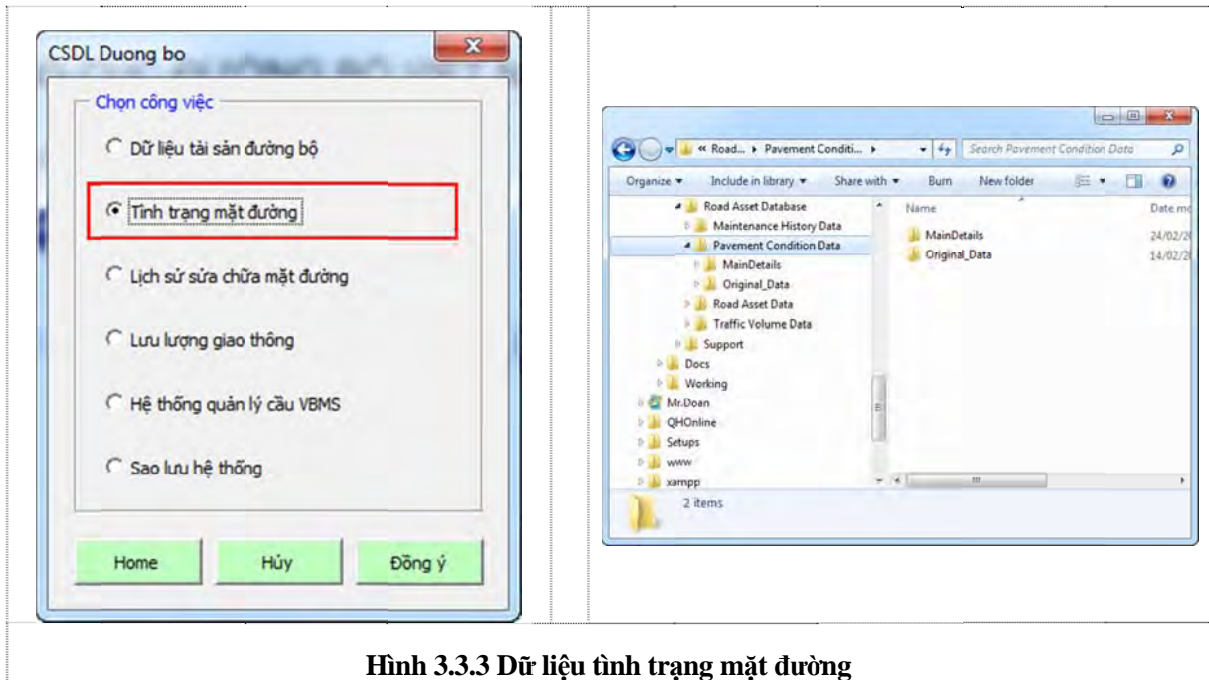 CSDL Duong bo
Chọn công việc
Dữ liệu tài sản đường bộ
Tình trạng mặt đường
Lịch sử sửa chữa mặt đường
Lưu lượng giao thông
Hệ thống quản lý cầu VBMS
Sao lưu hệ thống
Home Hủy Đồng ý
« Road... Pavement Conditi... Search Pavement Condition Data
Organize Include in library Share with Burn New folder
Road Asset Database
Maintenance History Data
Pavement Condition Data
MainDetails
Original_Data
Road Asset Data
Traffic Volume Data
Support
Docs
Working
Mr.Doan
QHOnline
Setups
www
xampp
Name Date mo
MainDetails 24/02/20
Original_Data 14/02/20
2 items
Hình 3.3.3 Dữ liệu tình trạng mặt đường